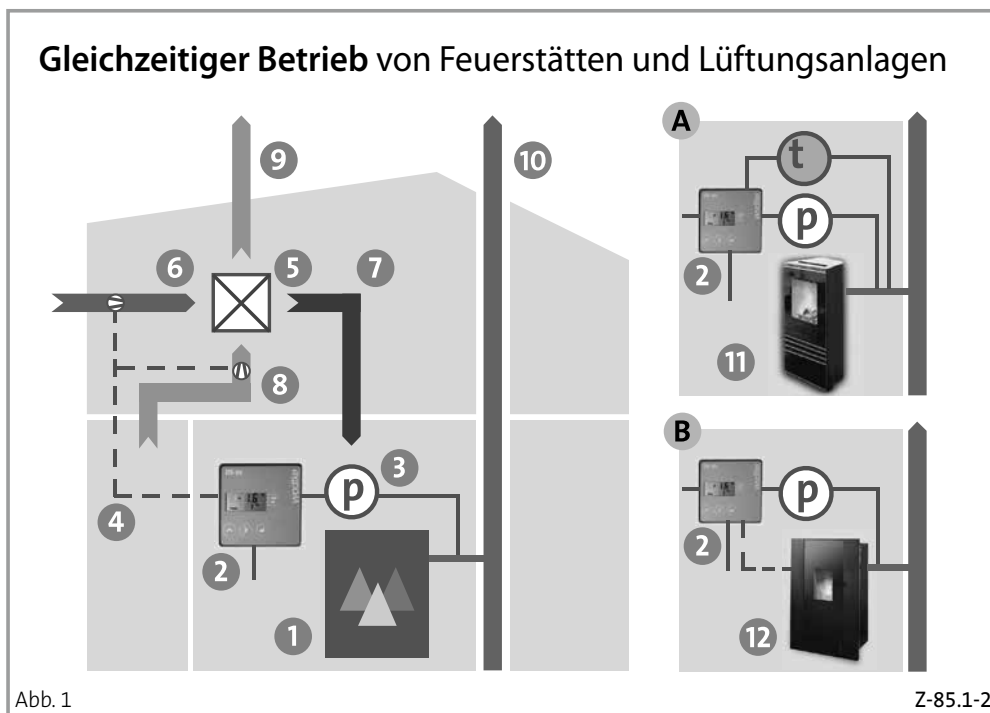 Gleichzeitiger Betrieb von Feuerstätten und Lüftungsanlagen
9
10
6
5
7
8
3
p
4
2
1
A
t
p
2
11
B
p
2
12
Abb. 1
Z-85.1-2